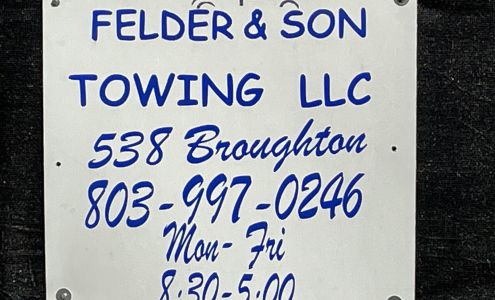 FELDER & SON
TOWING LLC
538 Broughton
803-997-0246
Mon-Fri
8:30-5:00